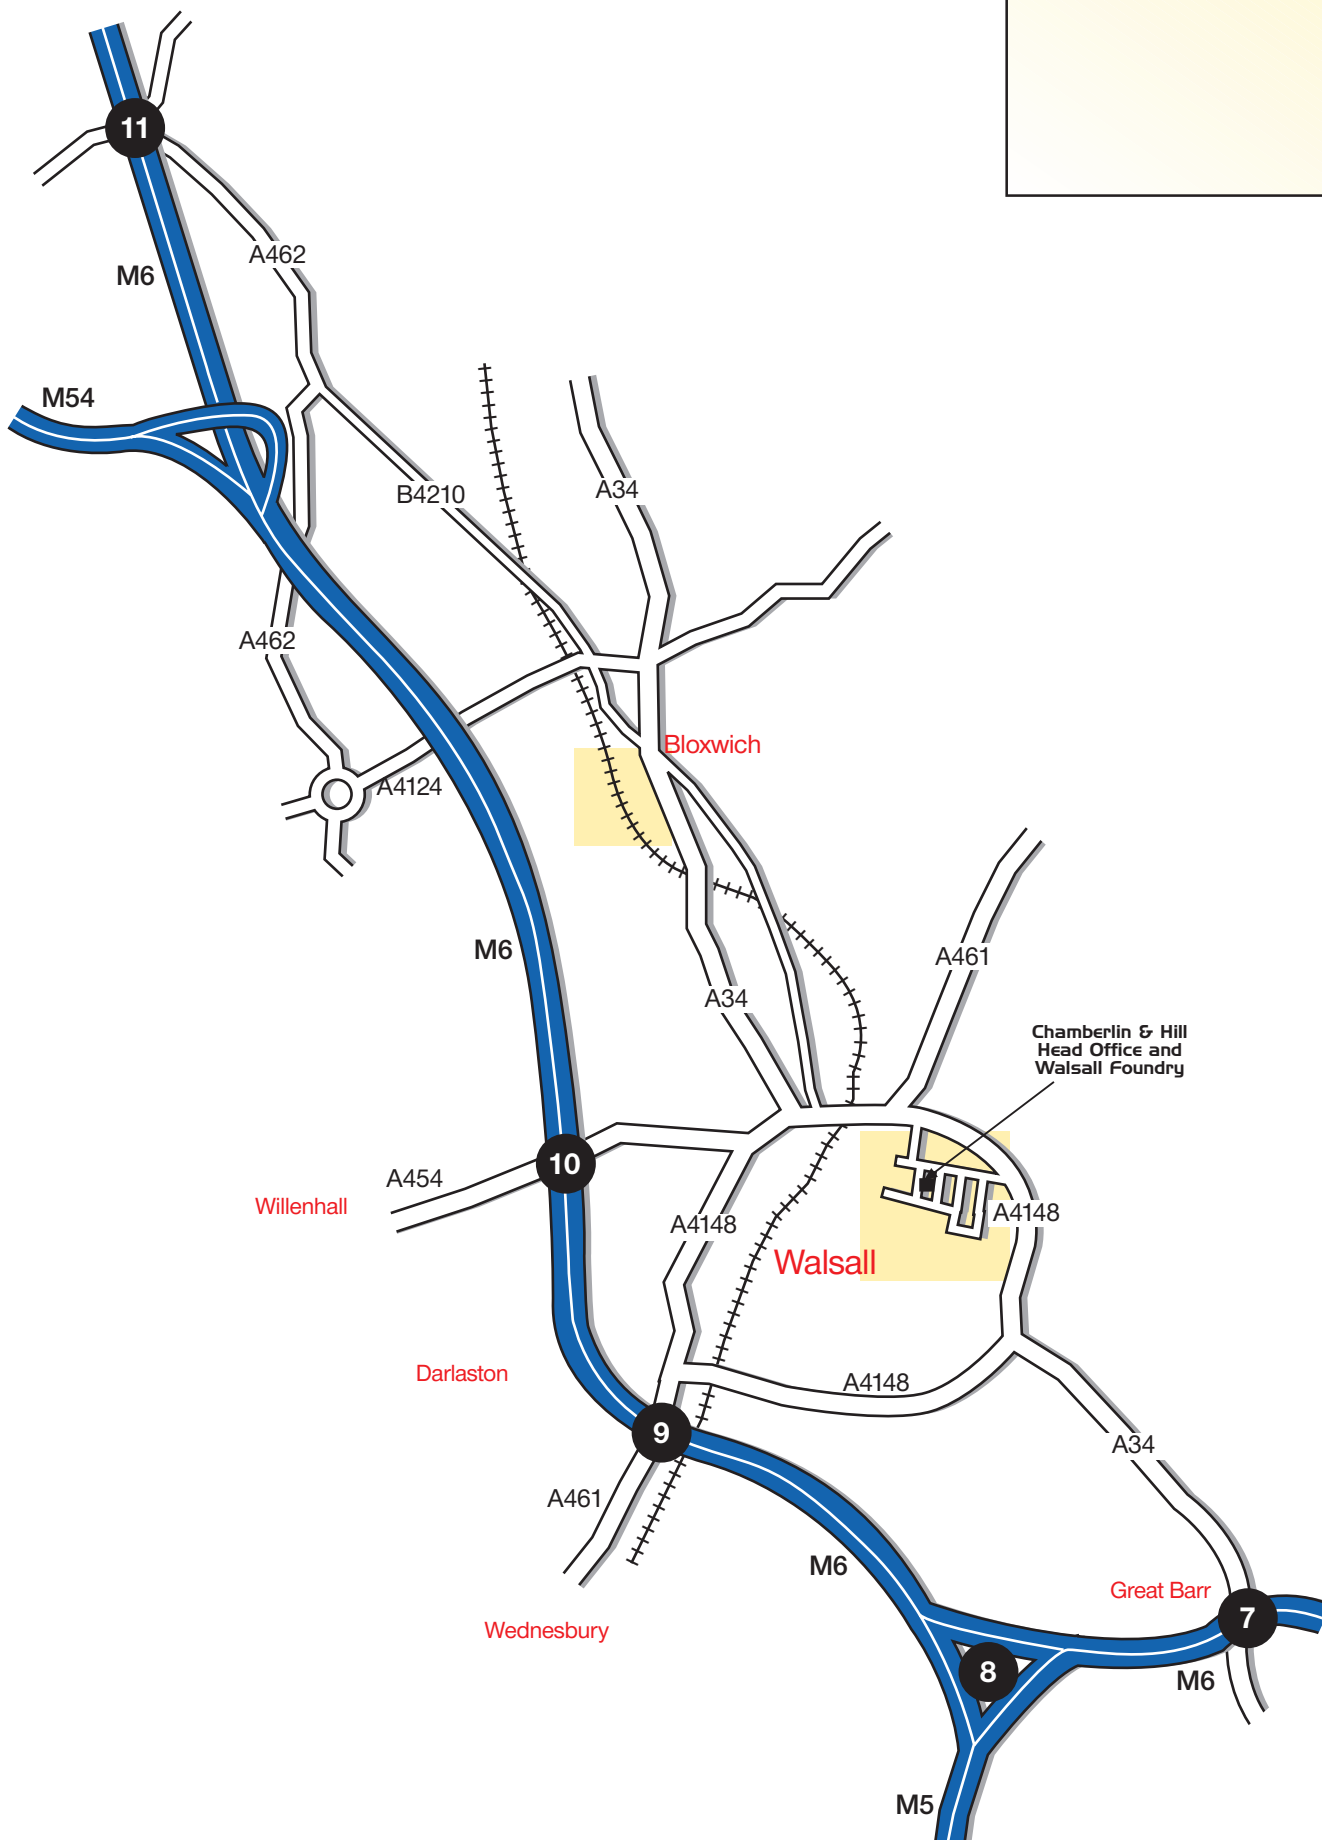 11
A462
M6
M54
B4210
A34
A462
Bloxwich
A4124
M6
A461
A34
Chamberlin & Hill
Head Office and
Walsall Foundry
10
A454
Willenhall
A4148
A4148
Walsall
Darlaston
A4148
9
A34
A461
M6
Great Barr
7
Wednesbury
8
M6
M5